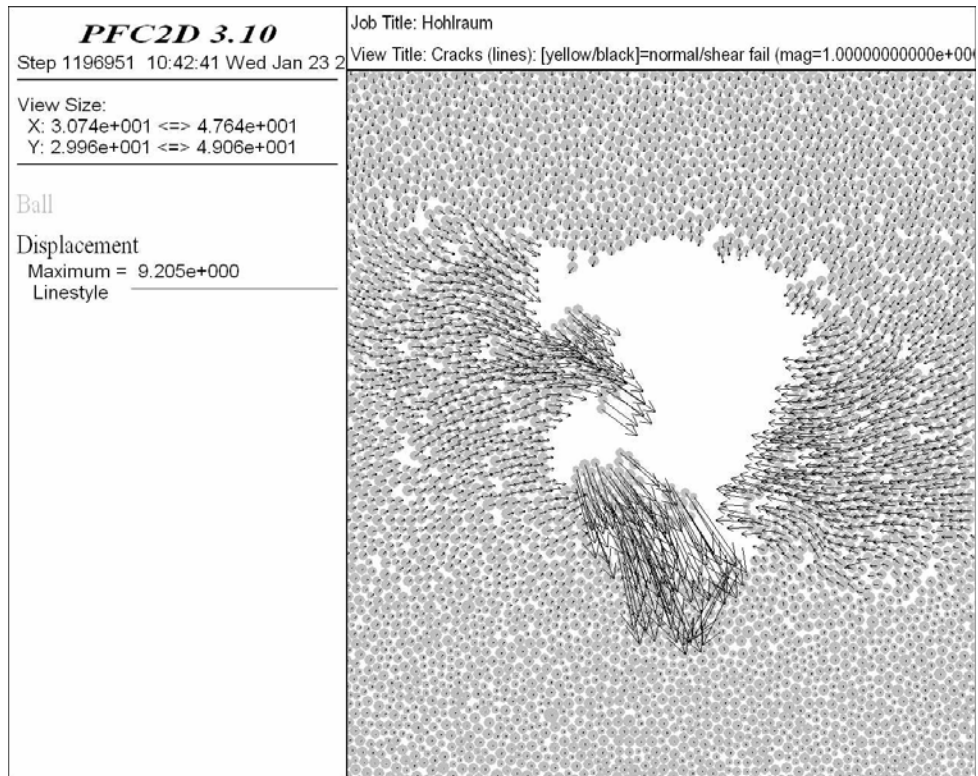 PFC2D 3.10
Step 1196951 10:42:41 Wed Jan 23 2
View Size:
X: 3.074e+001 <=> 4.764e+001
Y: 2.996e+001 <=> 4.906e+001
Ball
Displacement
Maximum = 9.205e+000
Linestyle
Job Title: Hohlraum
View Title: Cracks (lines): [yellow/black]=normal/shear fail (mag=1.00000000000e+00